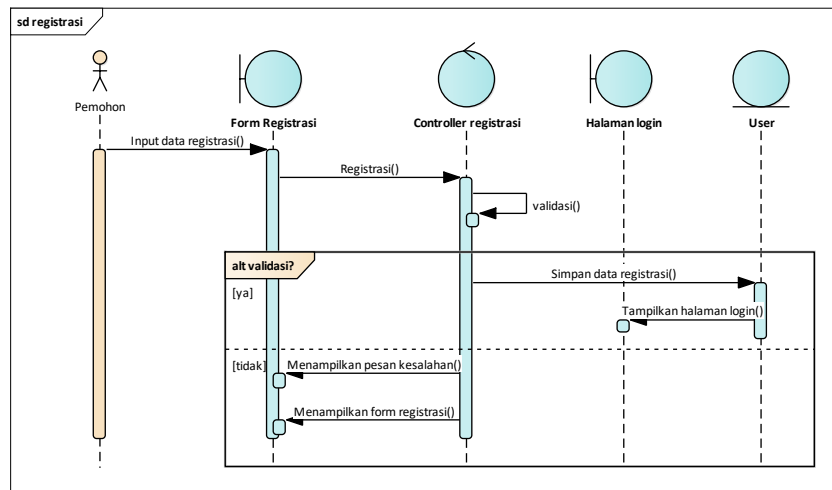 sd registrasi
Pemohon
Form Registrasi
Controller registrasi
Halaman login
User
Input data registrasi()
Registrasi()
validasi()
alt validasi?
Simpan data registrasi()
[ya]
Tampilkan halaman login()
[tidak]
Menampilkan pesan kesalahan()
Menampilkan form registrasi()